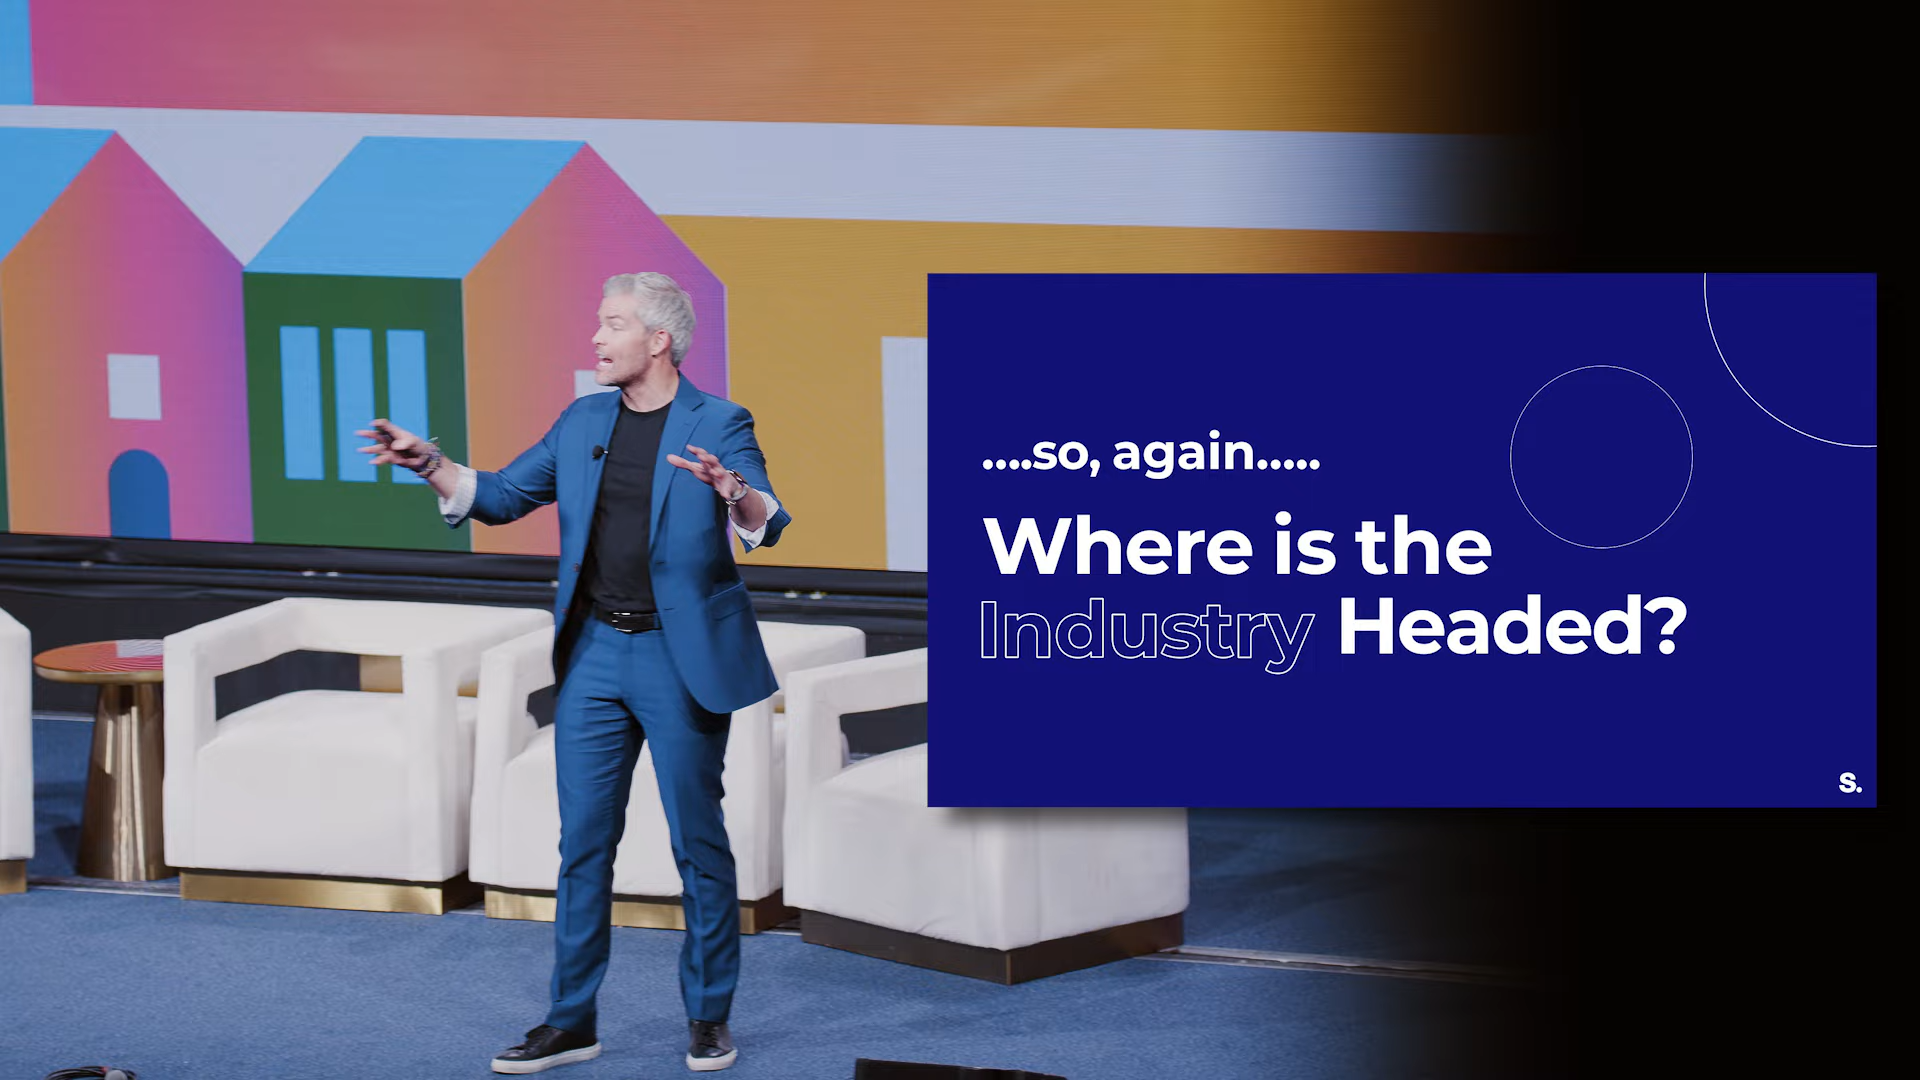 ....so, again.....
Where is the
Industry Headed?
S.